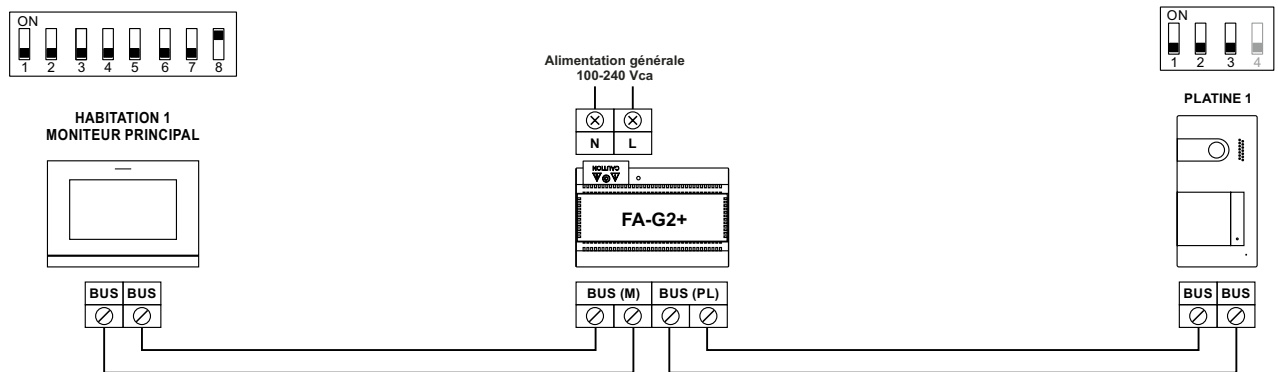 ON
1 2 3 4 5 6 7 8
HABITATION 1
MONITEUR PRINCIPAL
BUS BUS
Alimentation générale
100-240 Vca
N L
CAUTION
FA-G2+
BUS (M) BUS (PL)
ON
1 2 3 4
PLATINE 1
BUS BUS